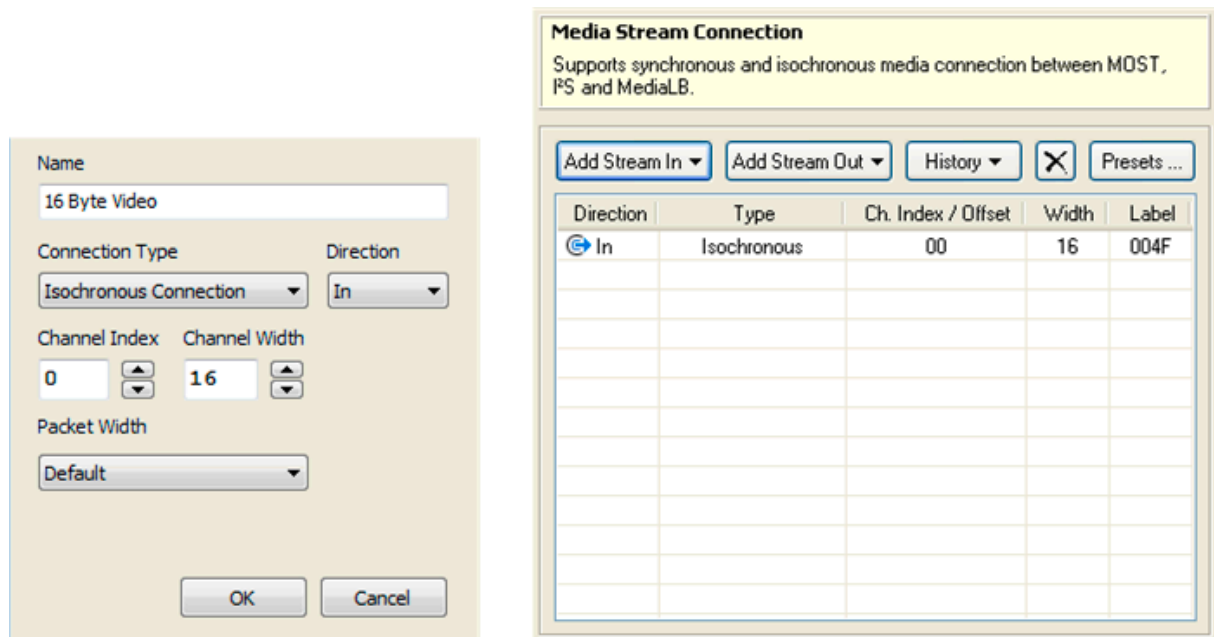 Name
16 Byte Video
Connection Type Direction
Isochronous Connection In
Channel Index Channel Width
0 16
Packet Width
Default
OK Cancel
Media Stream Connection
Supports synchronous and isochronous media connection between MOST,
I²S and MediaLB.
Add Stream In Add Stream Out History Presets ...
Direction Type Ch. Index / Offset Width Label
In Isochronous 00 16 004F